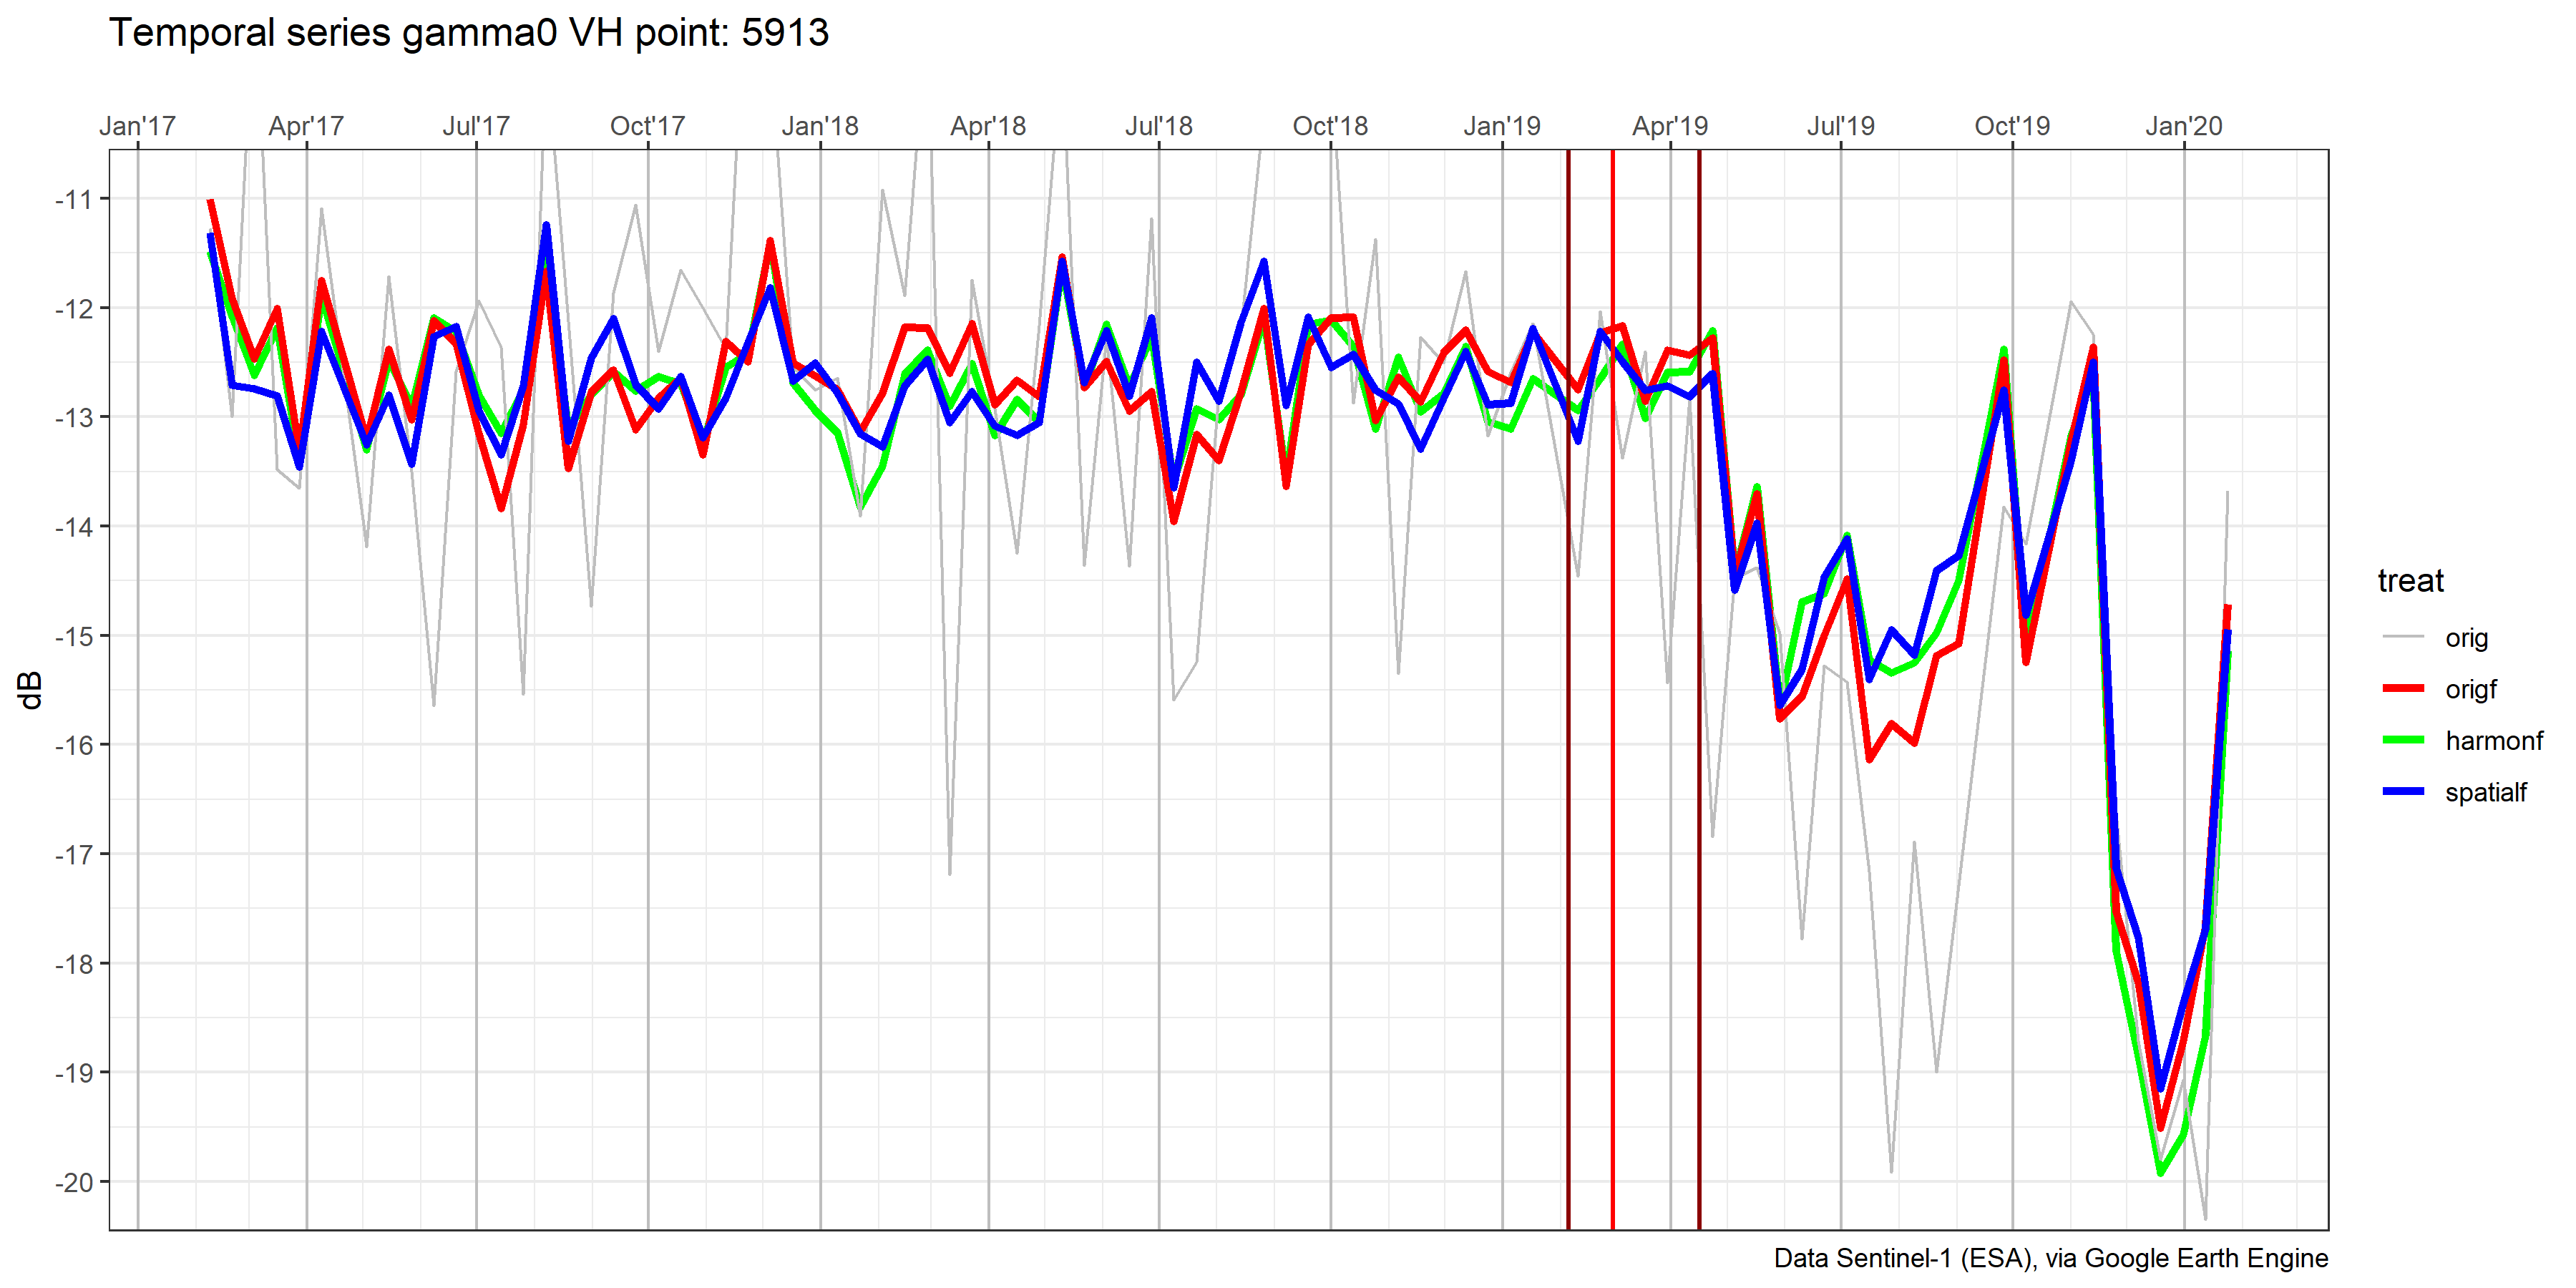 Temporal series gamma0 VH point: 5913
Jan'17 Apr'17 Jul'17 Oct'17 Jan'18 Apr'18 Jul'18 Oct'18 Jan'19 Apr'19 Jul'19 Oct'19 Jan'20
-11
-12
-13
-14
-15
-16
-17
-18
-19
-20
dB
treat
orig
origf
harmonf
spatialf
Data Sentinel-1 (ESA), via Google Earth Engine